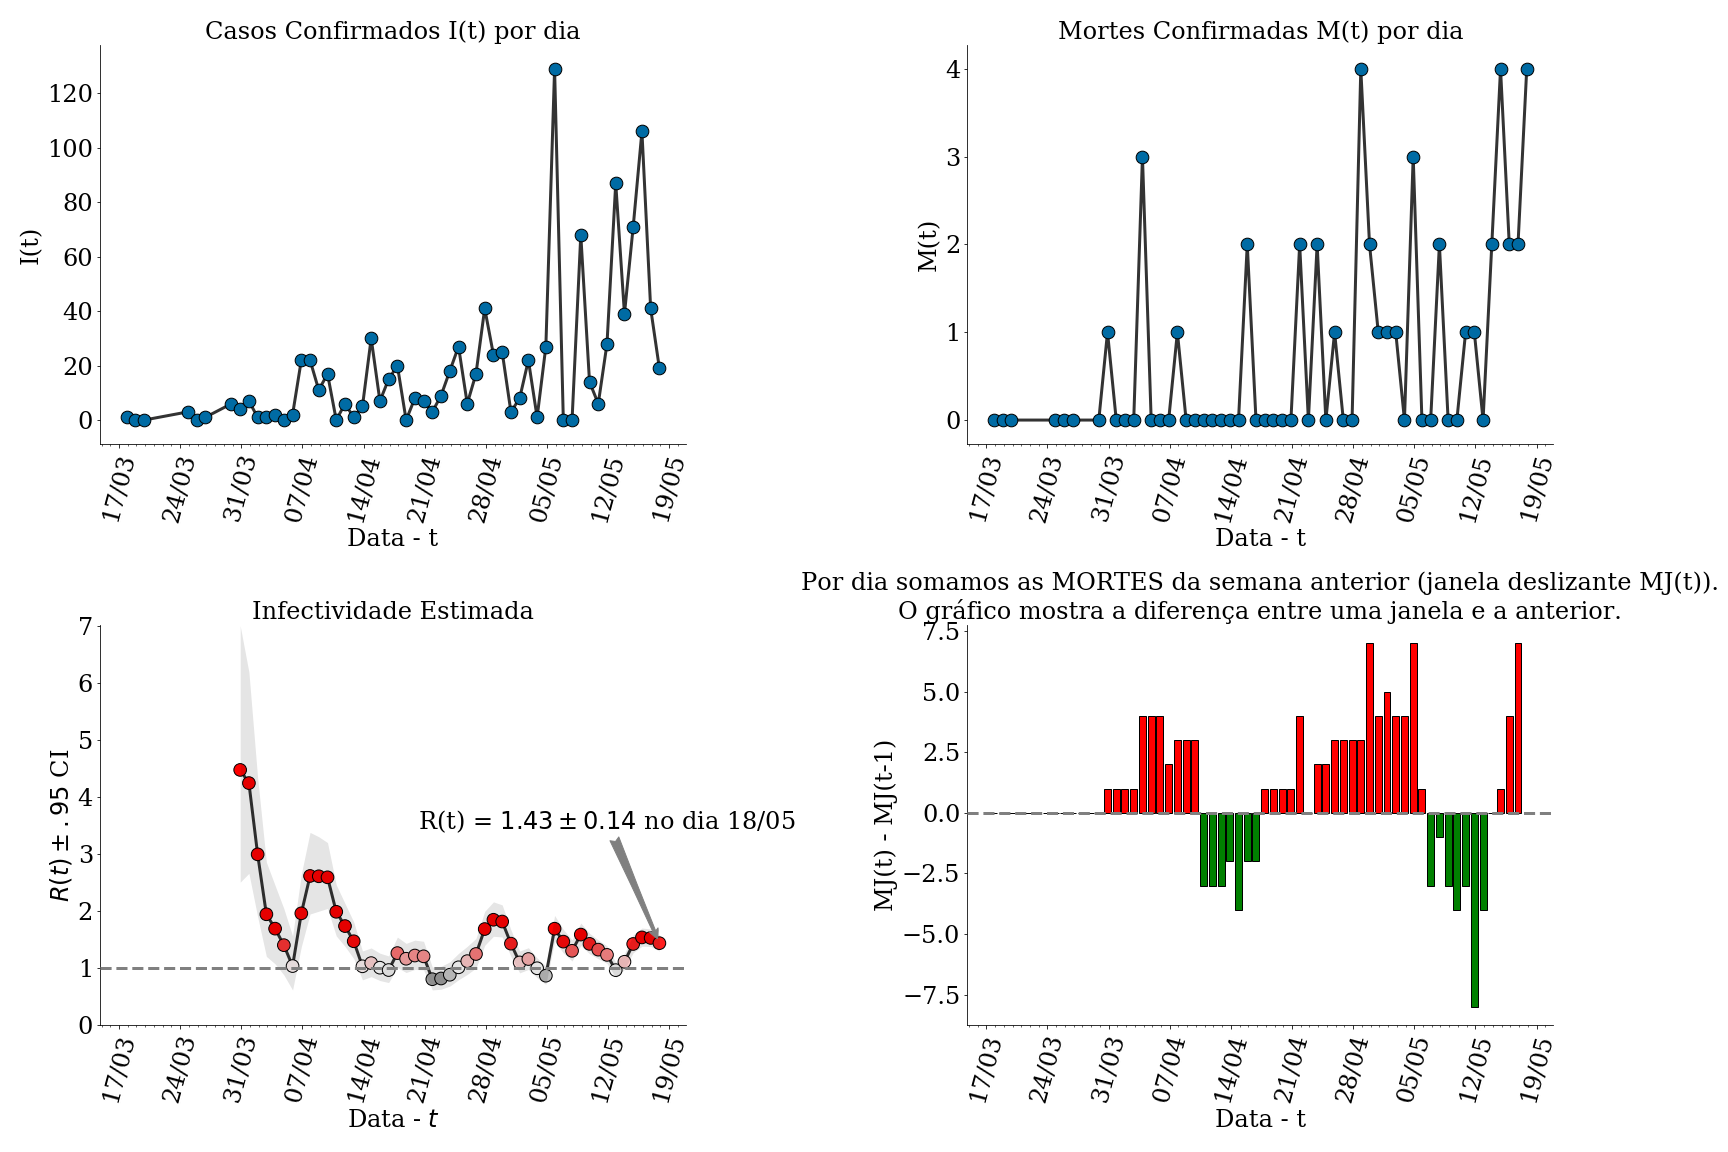 Casos Confirmados I(t) por dia
I(t)
120
100
80
60
40
20
0
17/03 24/03 31/03 07/04 14/04 21/04 28/04 05/05 12/05 19/05
Data - t
Mortes Confirmadas M(t) por dia
M(t)
4
3
2
1
0
17/03 24/03 31/03 07/04 14/04 21/04 28/04 05/05 12/05 19/05
Data - t
Infectividade Estimada
R(t) ± .95 CI
7
6
5
4
3
2
1
0
R(t) = 1.43 ± 0.14 no dia 18/05
17/03 24/03 31/03 07/04 14/04 21/04 28/04 05/05 12/05 19/05
Data - t
Por dia somamos as MORTES da semana anterior (janela deslizante MJ(t)).
O gráfico mostra a diferença entre uma janela e a anterior.
MJ(t) - MJ(t-1)
7.5
5.0
2.5
0.0
−2.5
−5.0
−7.5
17/03 24/03 31/03 07/04 14/04 21/04 28/04 05/05 12/05 19/05
Data - t